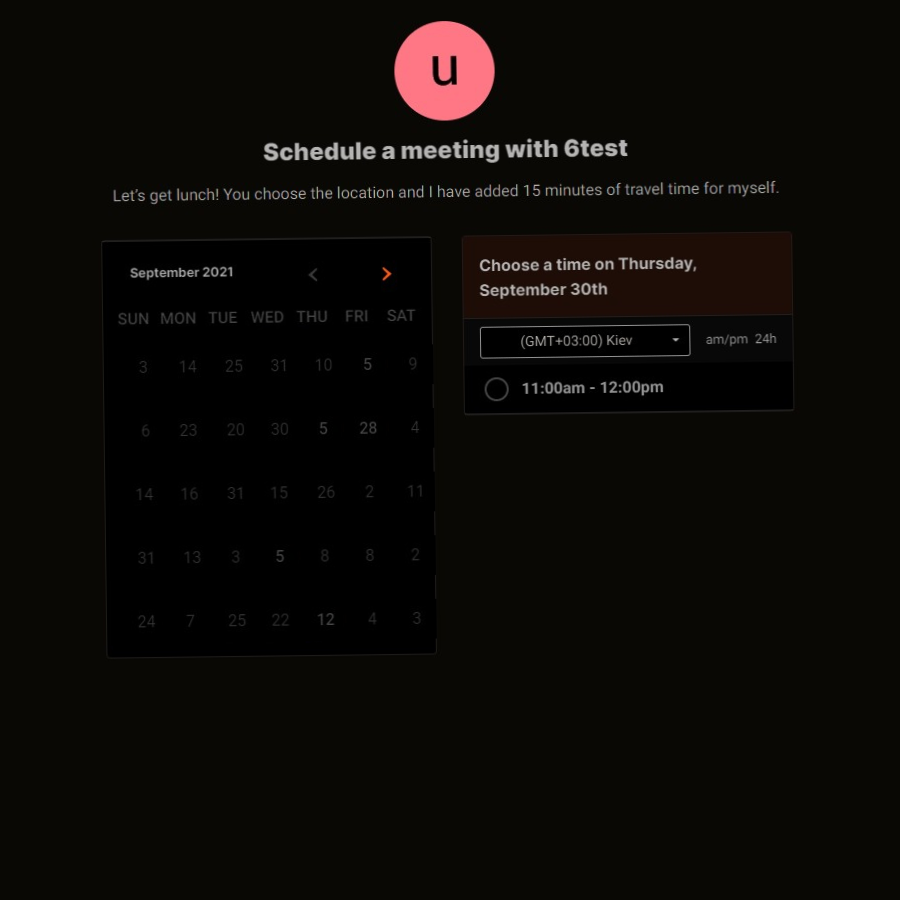 u
Schedule a meeting with 6test
Let's get lunch! You choose the location and I have added 15 minutes of travel time for myself.
September 2021
SUN MON TUE WED THU FRI SAT
3 14 25 31 10 5 9
6 23 20 30 5 28 4
14 16 31 15 26 2 11
31 13 3 5 8 8 2
24 7 25 22 12 4 3
Choose a time on Thursday,
September 30th
(GMT+03:00) Kiev
am/pm 24h
11:00am - 12:00pm